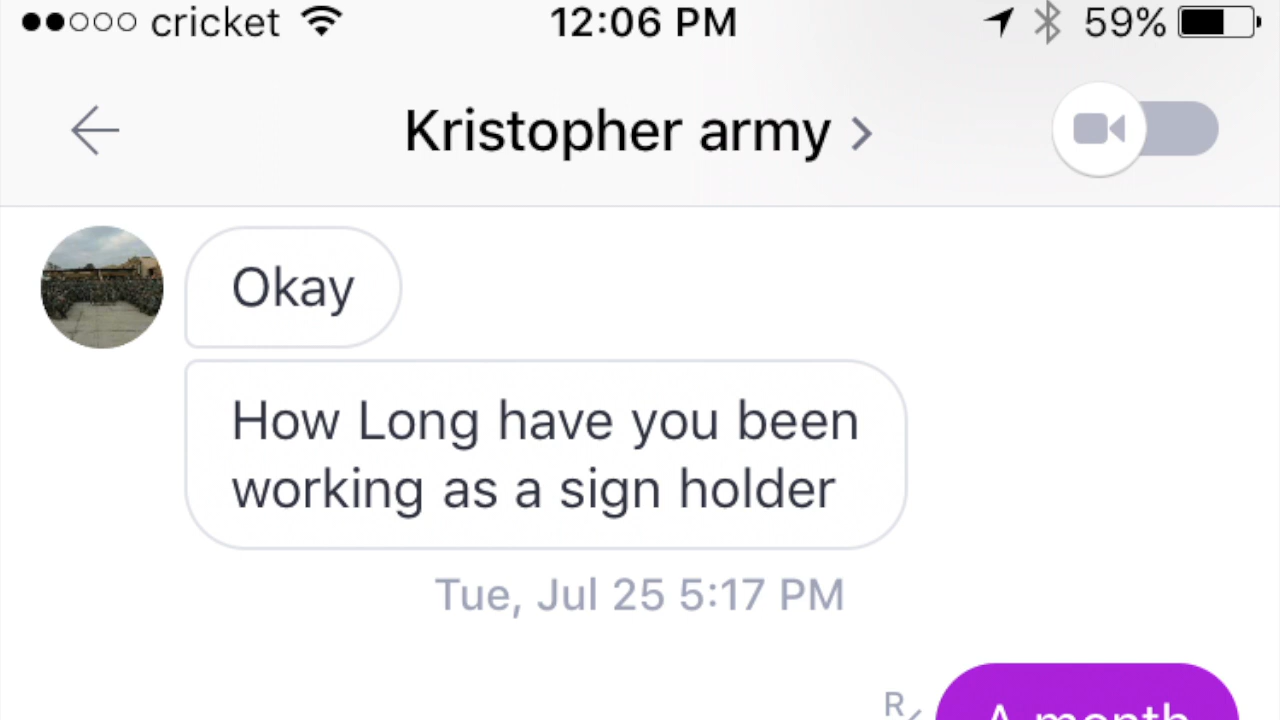 cricket 12:06 PM 59%
Kristopher army
Okay
How Long have you been
working as a sign holder
Tue, Jul 25 5:17 PM
R
A month